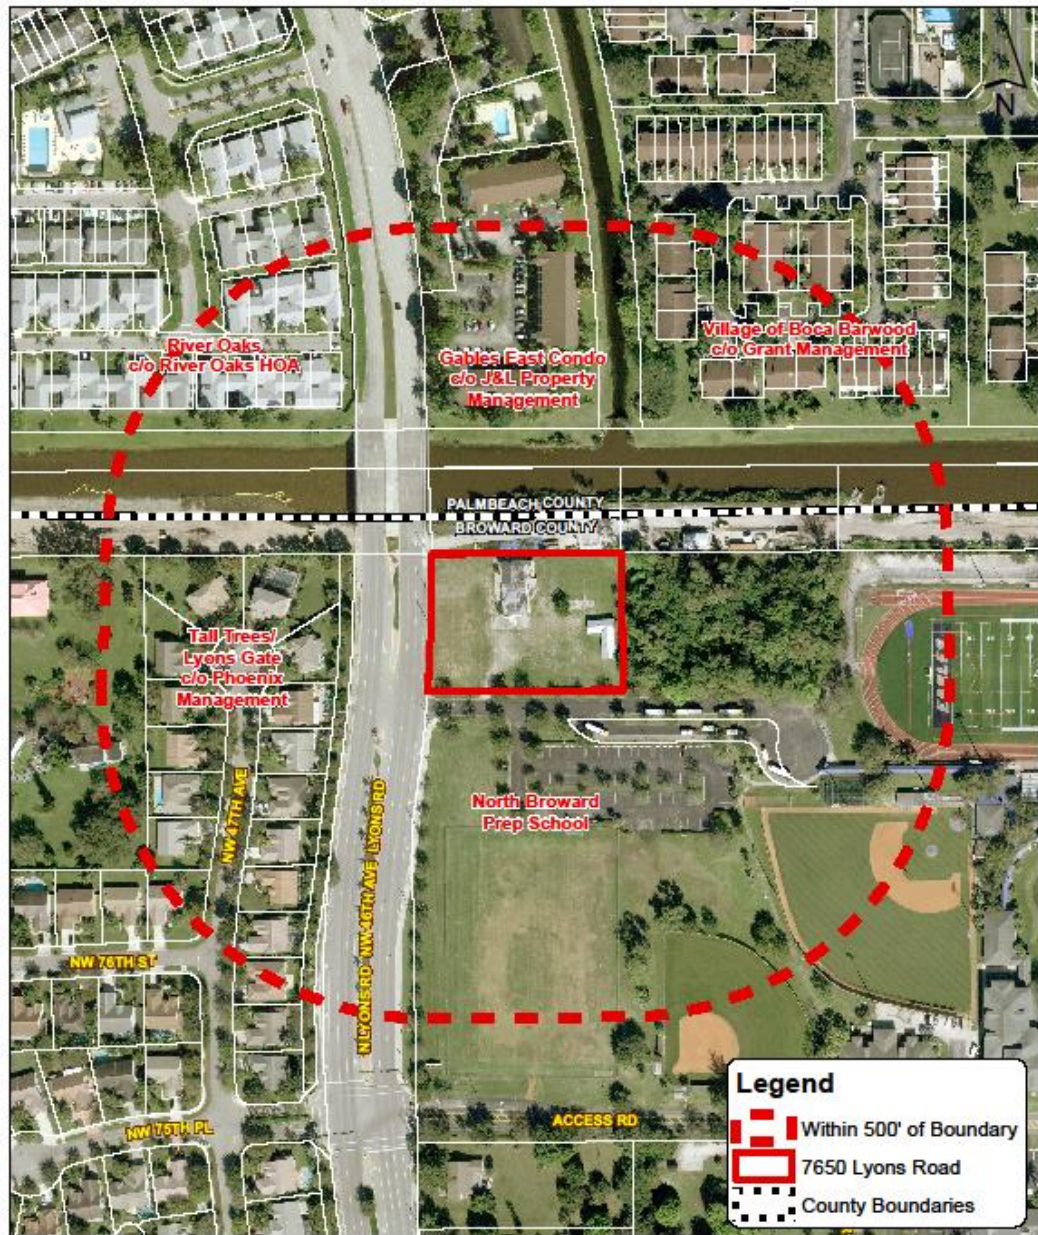 N
River Oaks
c/o River Oaks HOA
Gables East Condo
c/o J&L Property
Management
Village of Boca Barwood
c/o Grant Management
PALM BEACH COUNTY
BROWARD COUNTY
Tall Trees/
Lyons Gate
c/o Phoenix
Management
North Broward
Prep School
NW 47TH AVE
N LYONS RD NW 46TH AVE LYONS RD
NW 76TH ST
NW 75TH PL
ACCESS RD
Legend
Within 500' of Boundary
7650 Lyons Road
County Boundaries